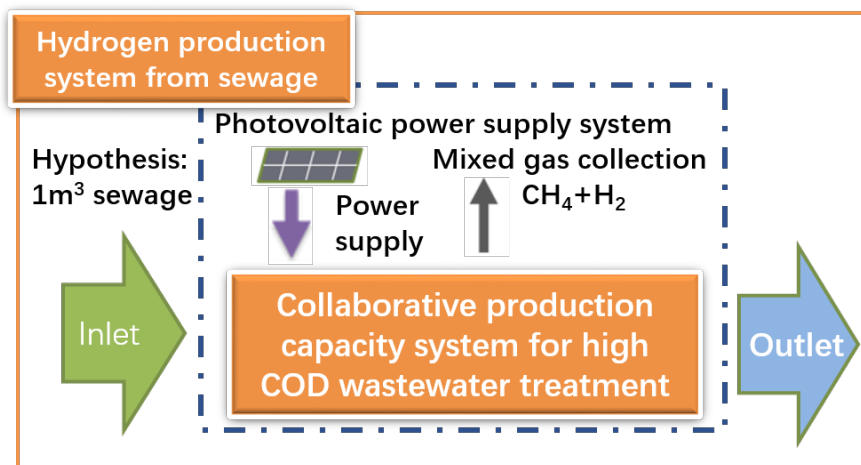 Hydrogen production
system from sewage
Photovoltaic power supply system
Hypothesis:
1m³ sewage
Mixed gas collection
CH₄+H₂
Power
supply
Inlet
Collaborative production
capacity system for high
COD wastewater treatment
Outlet